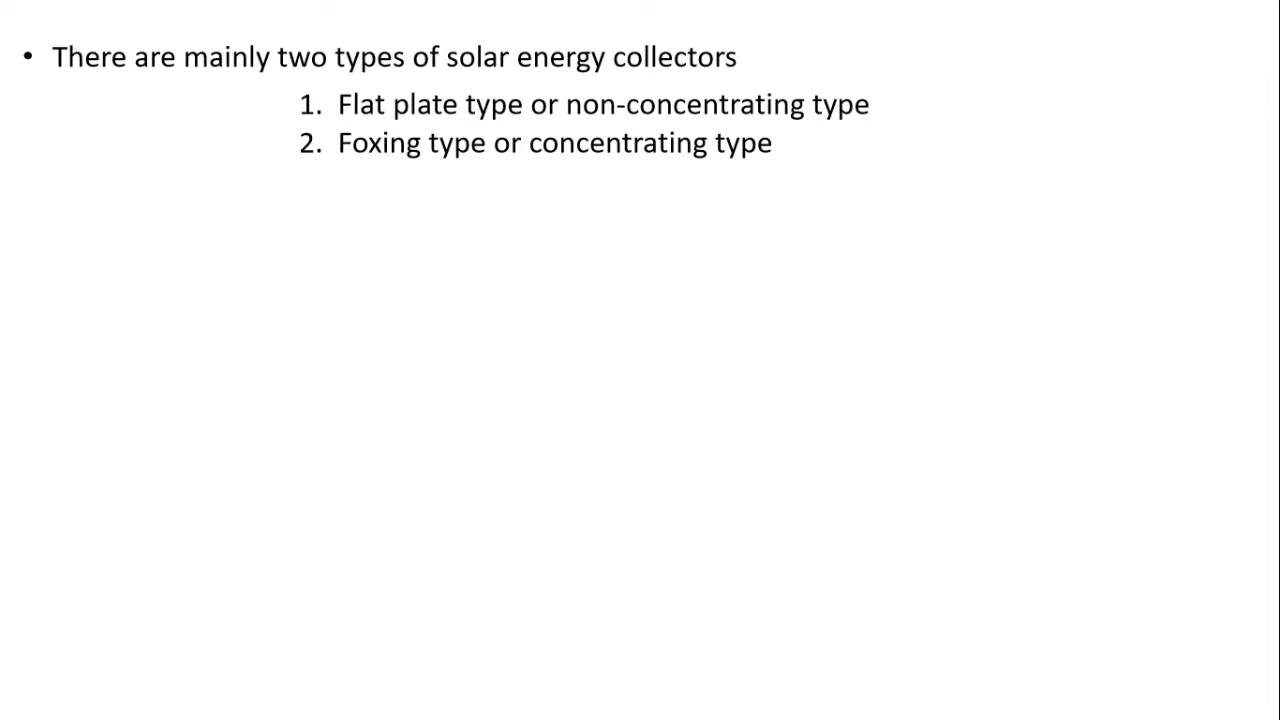 • There are mainly two types of solar energy collectors
1. Flat plate type or non-concentrating type
2. Foxing type or concentrating type